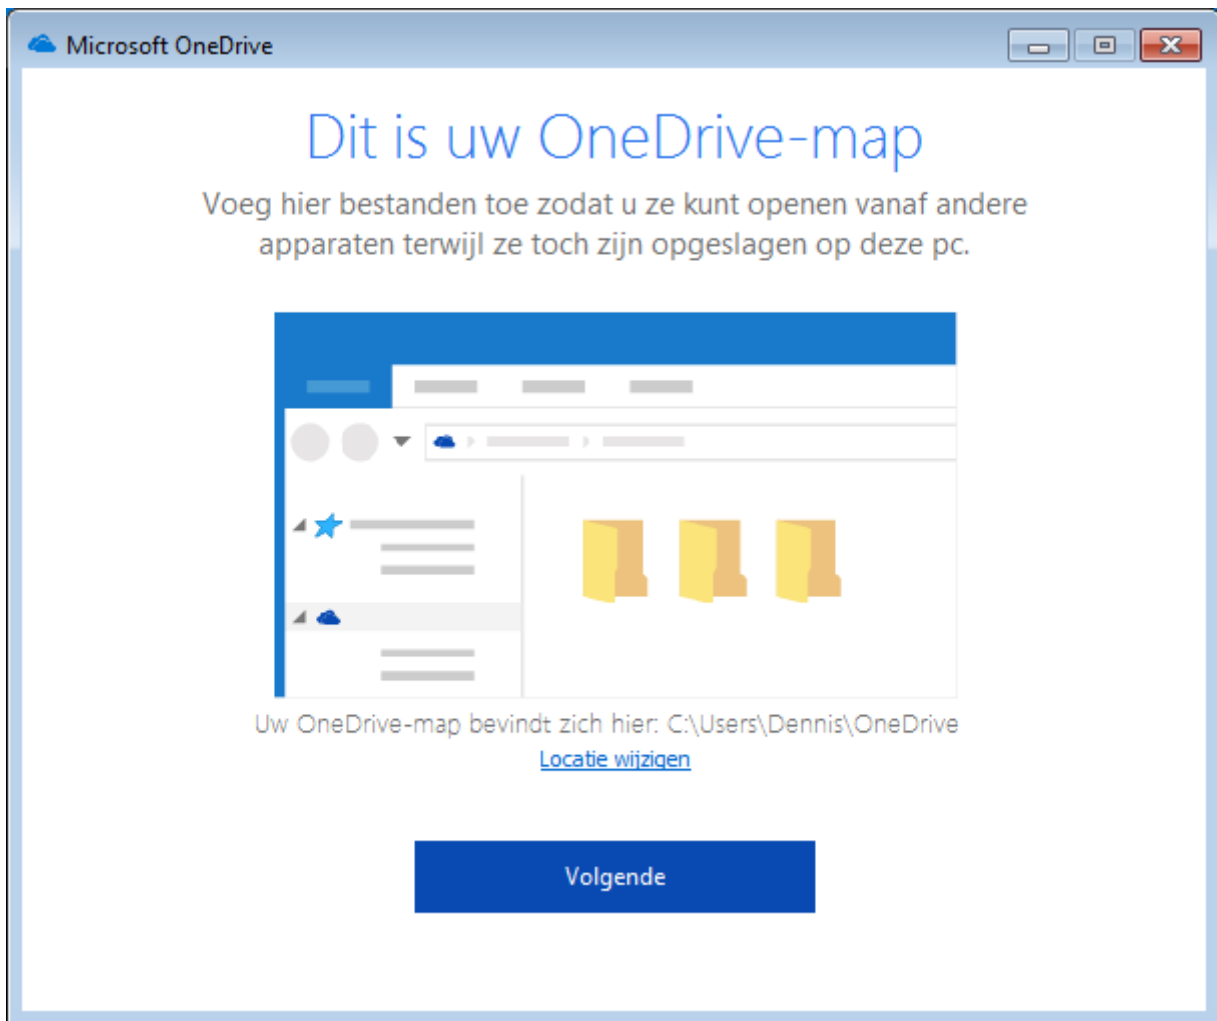 Microsoft OneDrive
Dit is uw OneDrive-map
Voeg hier bestanden toe zodat u ze kunt openen vanaf andere
apparaten terwijl ze toch zijn opgeslagen op deze pc.
Uw OneDrive-map bevindt zich hier: C:\Users\Dennis\OneDrive
Locatie wijzigen
Volgende